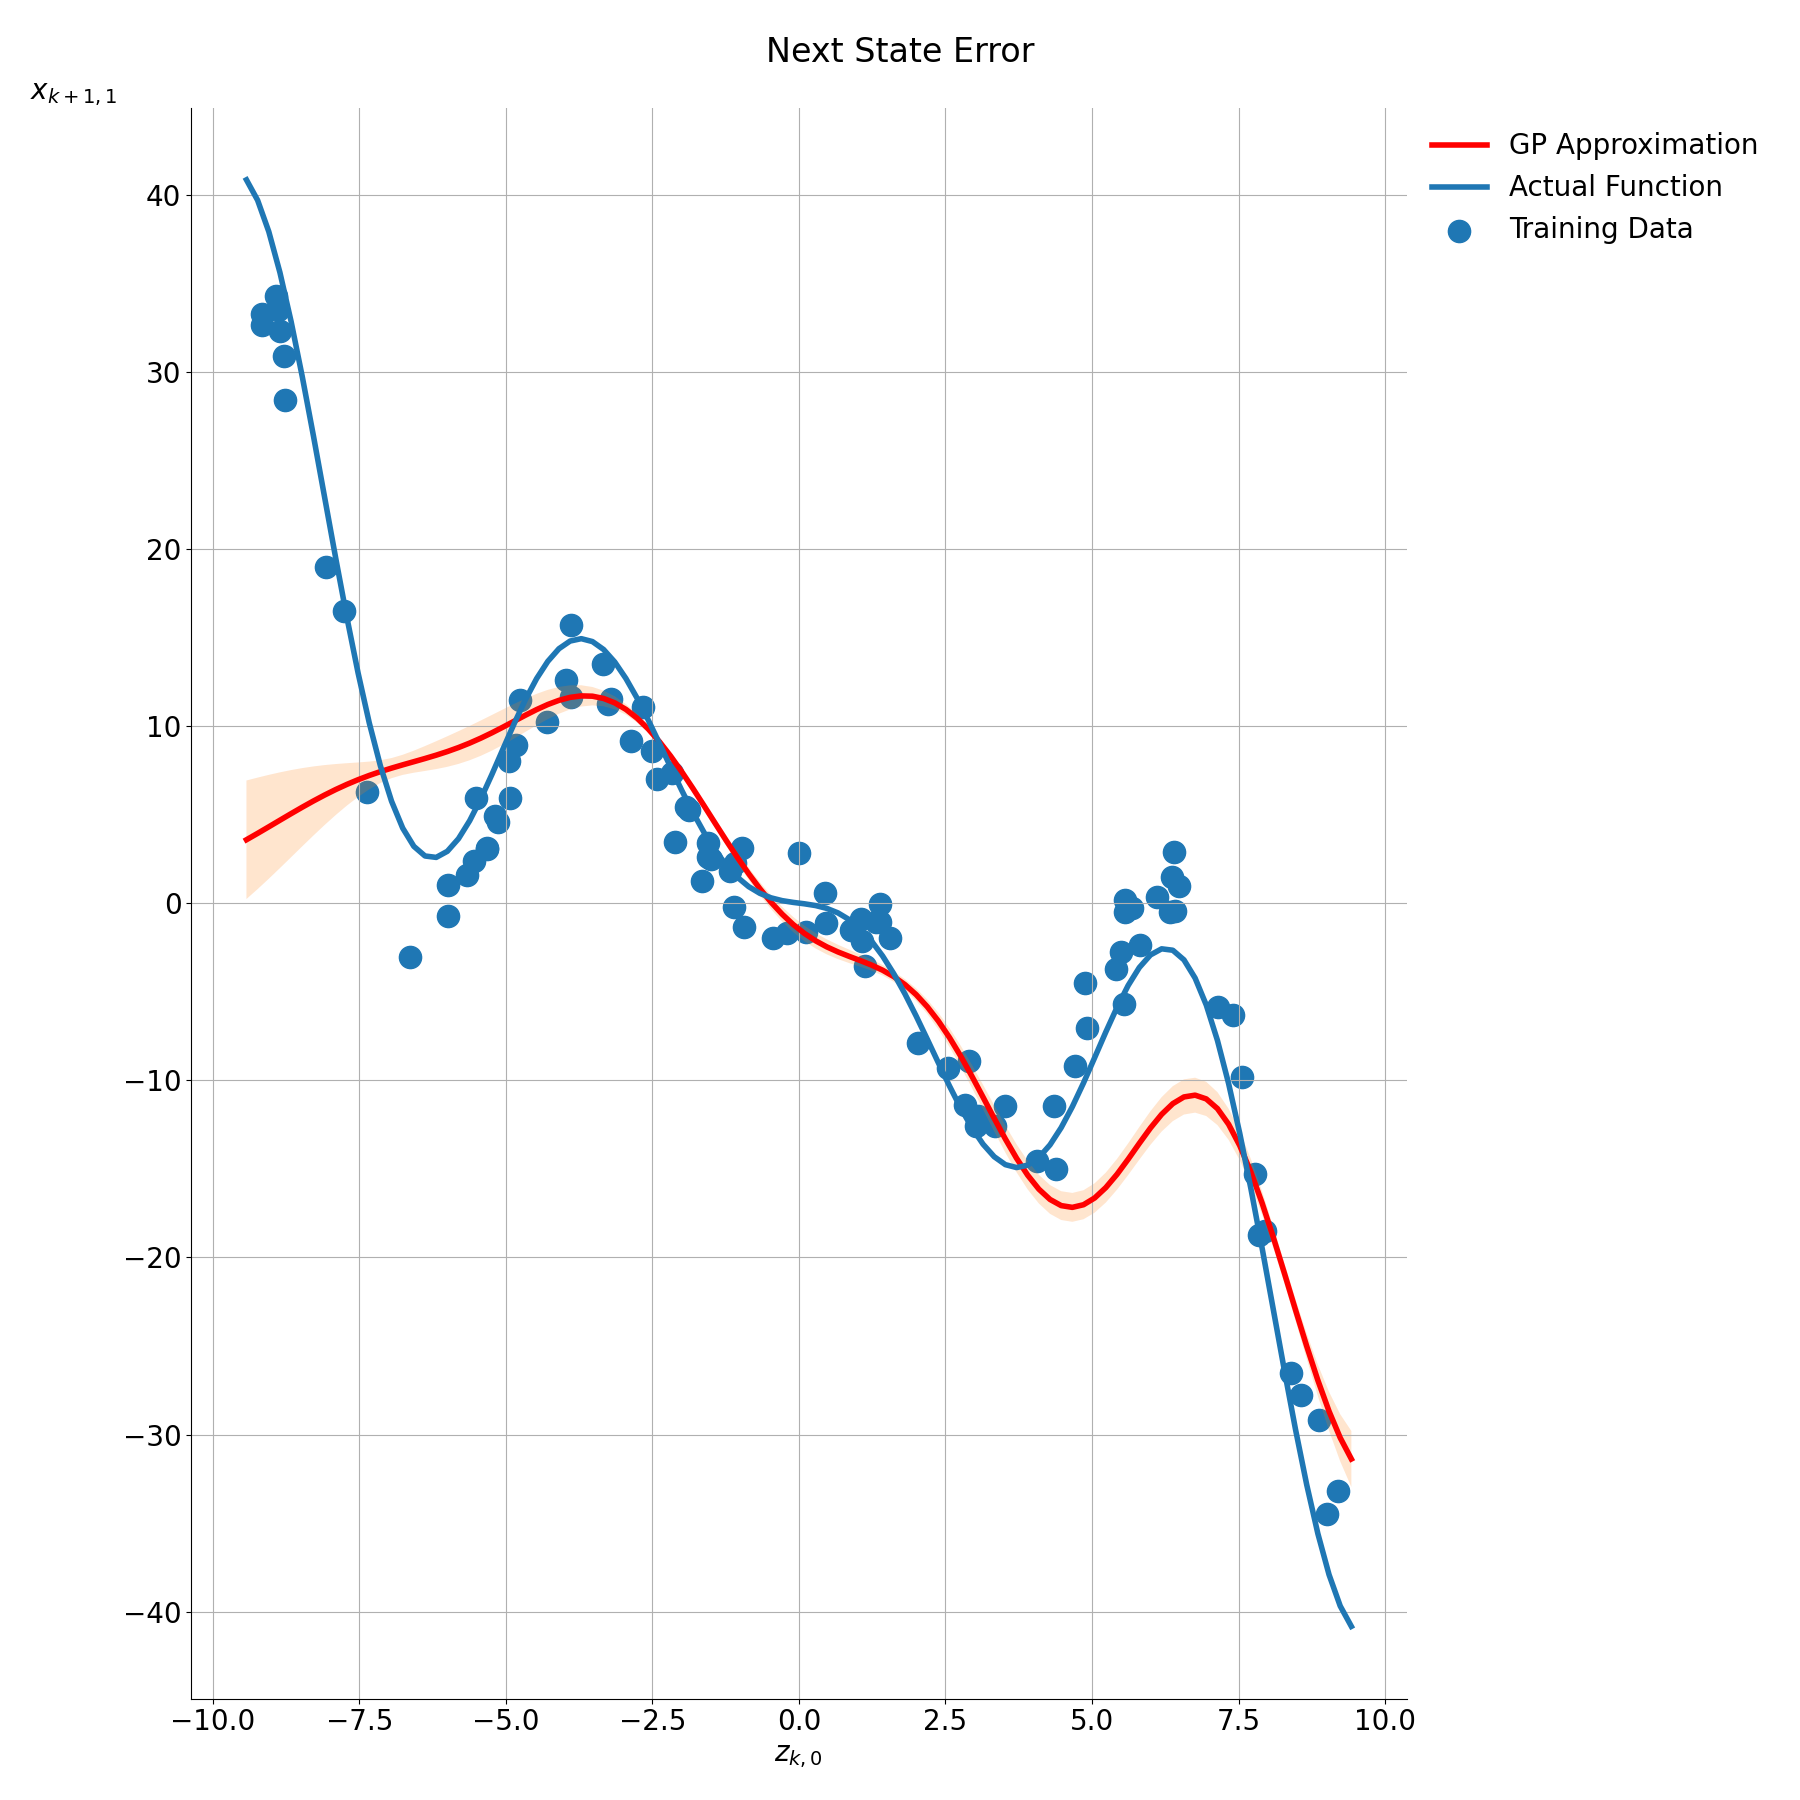 Next State Error
x_{k+1,1}
GP Approximation
Actual Function
Training Data
40
30
20
10
0
−10
−20
−30
−40
−10.0 −7.5 −5.0 −2.5 0.0 2.5 5.0 7.5 10.0
z_{k,0}